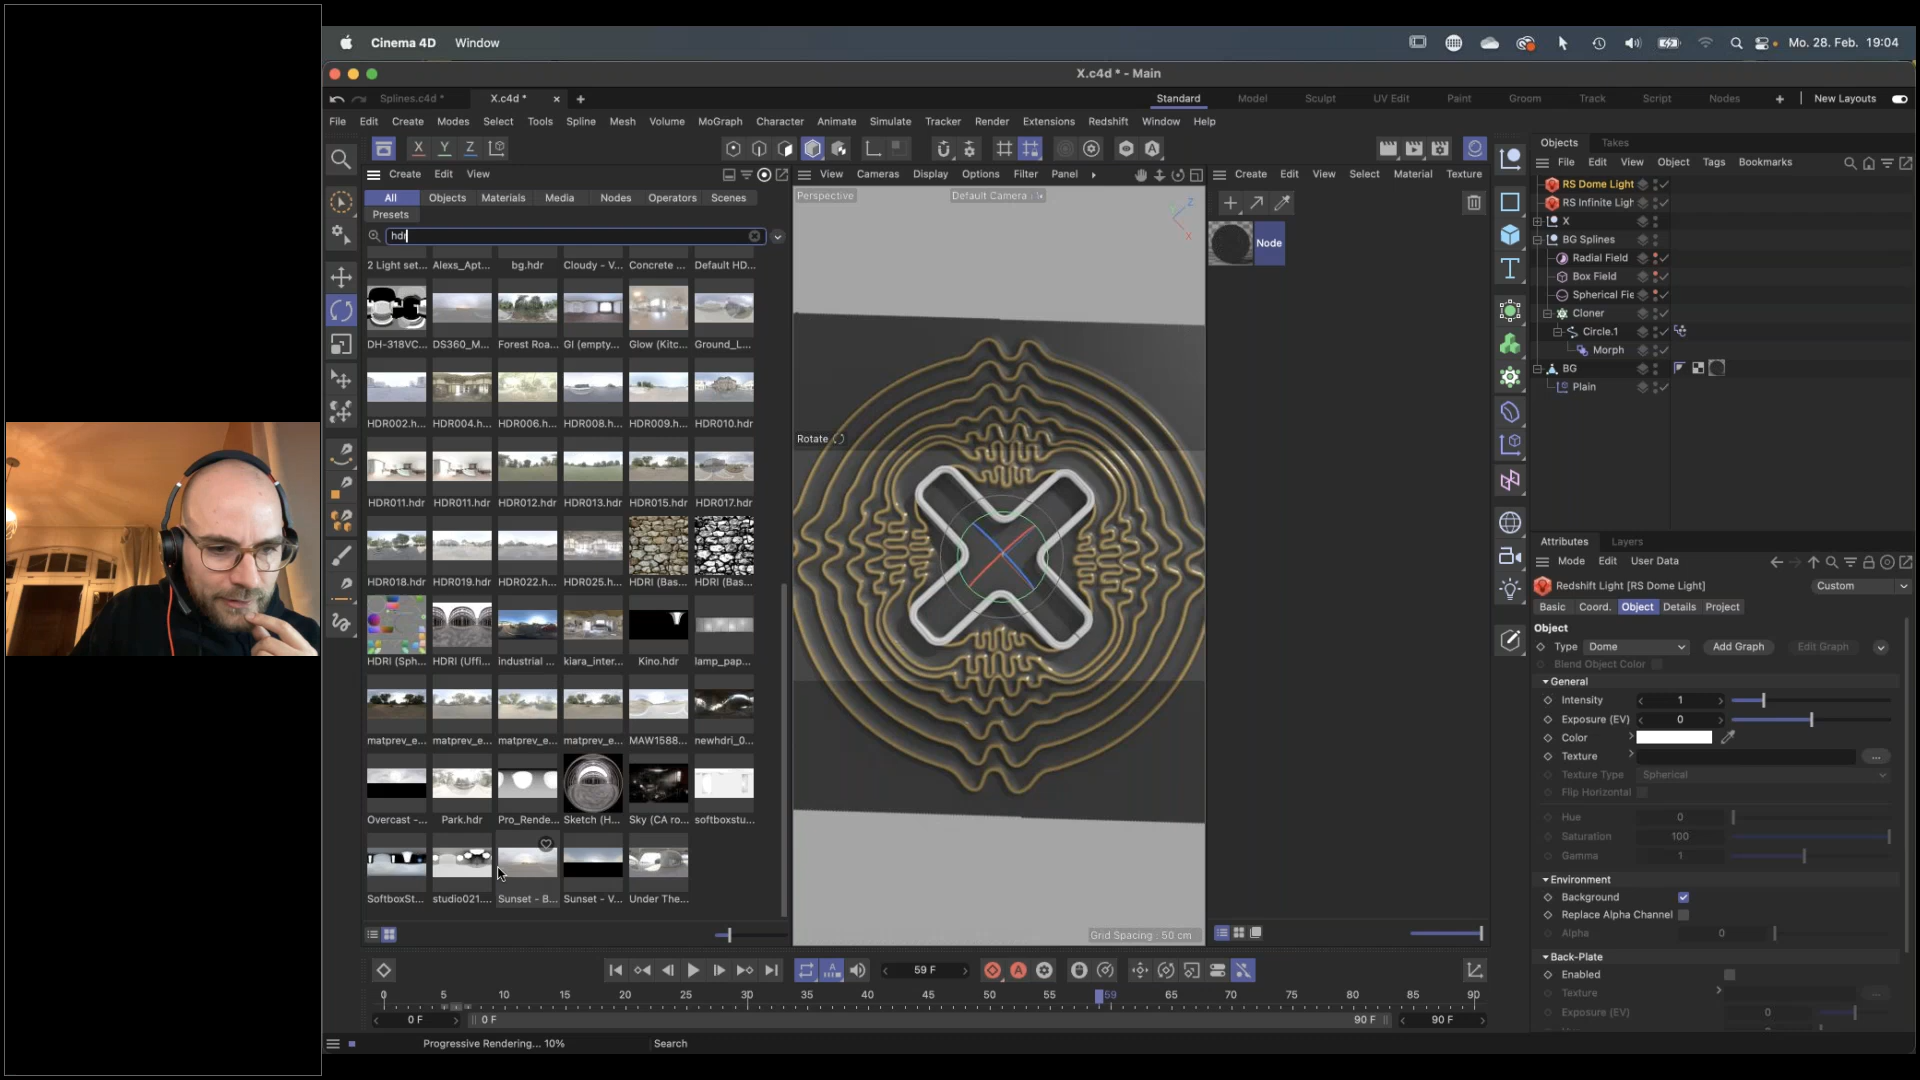 Cinema 4D Window
Mo. 28. Feb. 19:04
X.c4d * - Main
Splines.c4d * X.c4d *
Standard Model Sculpt UV Edit Paint Groom Track Script Nodes New Layouts
File Edit Create Modes Select Tools Spline Mesh Volume MoGraph Character Animate Simulate Tracker Render Extensions Redshift Window Help
X Y Z
Create Edit View
All Objects Materials Media Nodes Operators Scenes
Presets
hdr
2 Light set... Alexs_Apt... bg.hdr Cloudy - V... Concrete ... Default HD...
DH-318VC... DS360_M... Forest Roa... GI (empty... Glow (Kitc... Ground_L...
HDR002.h... HDR004.h... HDR006.h... HDR008.h... HDR009.h... HDR010.hdr
HDR011.hdr HDR011.hdr HDR012.hdr HDR013.hdr HDR015.hdr HDR017.hdr
HDR018.hdr HDR019.hdr HDR022.h... HDR025.h... HDRI (Bas... HDRI (Bas...
HDRI (Sph... HDRI (Uffi... industrial ... kiara_inter... Kino.hdr lamp_pap...
matprev_e... matprev_e... matprev_e... matprev_e... MAW1588... newhdri_0...
Overcast -... Park.hdr Pro_Rende... Sketch (H... Sky (CA ro... softboxstu...
SoftboxSt... studio021.... Sunset - B... Sunset - V... Under The...
View Cameras Display Options Filter Panel
Perspective Default Camera
Z
X
Rotate
Grid Spacing : 50 cm
Create Edit View Select Material Texture
Node
Objects Takes
File Edit View Object Tags Bookmarks
RS Dome Light
RS Infinite Ligh
X
BG Splines
Radial Field
Box Field
Spherical Fie
Cloner
Circle.1
Morph
BG
Plain
Attributes Layers
Mode Edit User Data
Redshift Light [RS Dome Light] Custom
Basic Coord. Object Details Project
Object
Type Dome Add Graph Edit Graph
Blend Object Color
General
Intensity 1
Exposure (EV) 0
Color
Texture ...
Texture Type Spherical
Flip Horizontal
Hue 0
Saturation 100
Gamma 1
Environment
Background
Replace Alpha Channel
Alpha 0
Back-Plate
Enabled
Texture ...
Exposure (EV) 0
59 F
0 5 10 15 20 25 30 35 40 45 50 55 59 65 70 75 80 85 90
0 F 0 F 90 F 90 F
Progressive Rendering... 10% Search